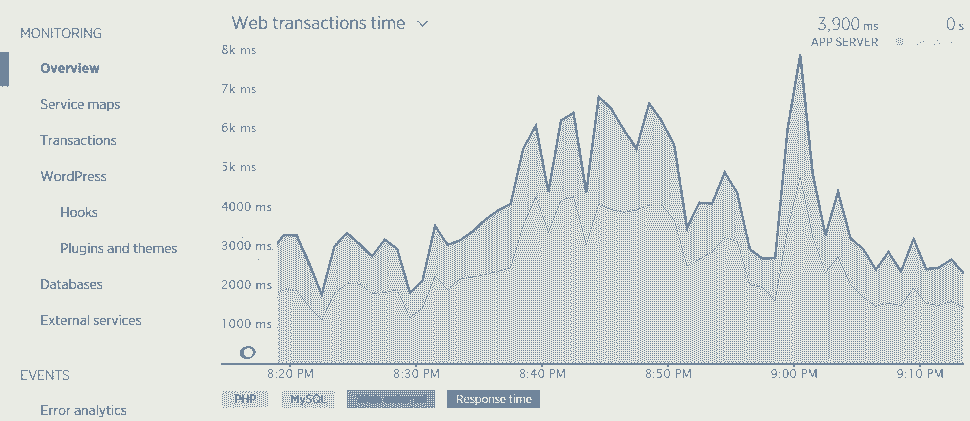 MONITORING
Overview
Service maps
Transactions
WordPress
Hooks
Plugins and themes
Databases
External services
EVENTS
Error analytics
Web transactions time
3,900 ms
APP SERVER
0 s
8k ms
7k ms
6k ms
5k ms
4000 ms
3000 ms
2000 ms
1000 ms
0
8:20 PM
8:30 PM
8:40 PM
8:50 PM
9:00 PM
9:10 PM
PHP
MySQL
Response time